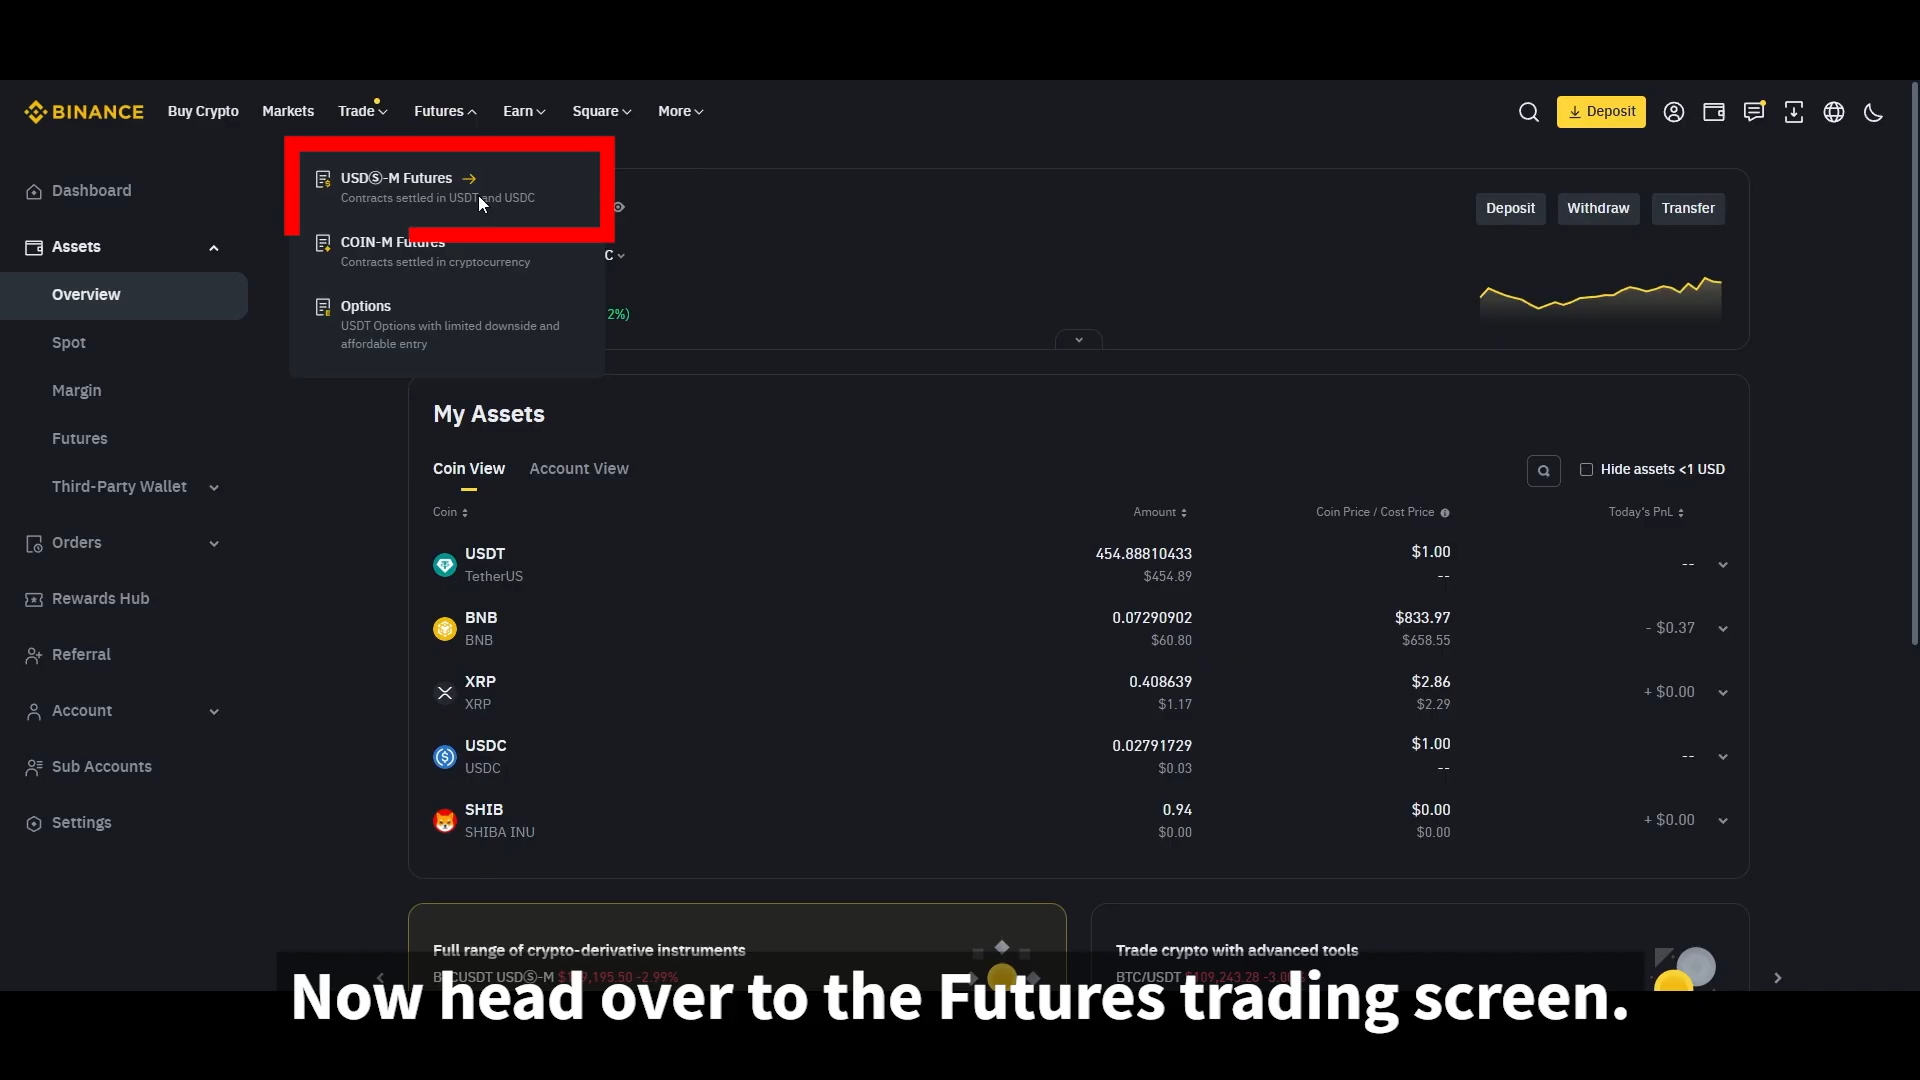 BINANCE
Buy Crypto
Markets
Trade
Futures
Earn
Square
More
Deposit
USDⓈ-M Futures
Contracts settled in USDT and USDC
COIN-M Futures
Contracts settled in cryptocurrency
Options
USDT Options with limited downside and
affordable entry
C
2%)
Deposit
Withdraw
Transfer
Dashboard
Assets
Overview
Spot
Margin
Futures
Third-Party Wallet
Orders
Rewards Hub
Referral
Account
Sub Accounts
Settings
My Assets
Coin View
Account View
Hide assets <1 USD
Coin
Amount
Coin Price / Cost Price
Today's PnL
USDT
454.88810433
$1.00
--
TetherUS
$454.89
--
BNB
0.07290902
$833.97
- $0.37
BNB
$60.80
$658.55
XRP
0.408639
$2.86
+ $0.00
XRP
$1.17
$2.29
USDC
0.02791729
$1.00
--
USDC
$0.03
--
SHIB
0.94
$0.00
+ $0.00
SHIBA INU
$0.00
$0.00
Full range of crypto-derivative instruments
USDⓈ-M
-2.99%
Trade crypto with advanced tools
BTC/USDT
Now head over to the Futures trading screen.